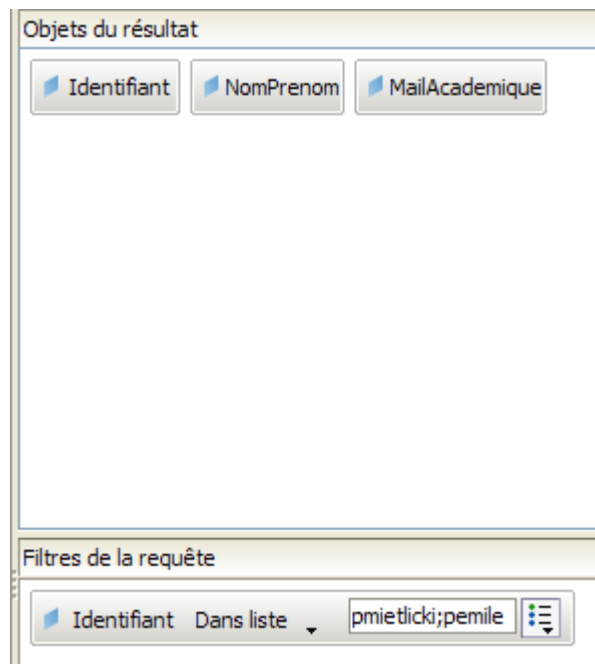 Objets du résultat
Identifiant NomPrenom MailAcademique
Filtres de la requête
Identifiant Dans liste pmietlicki;pemile